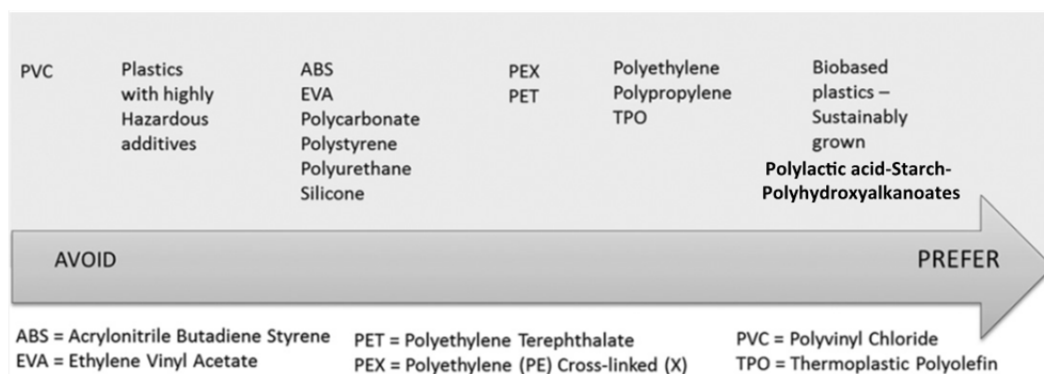 PVC
Plastics
with highly
Hazardous
additives
ABS
EVA
Polycarbonate
Polystyrene
Polyurethane
Silicone
PEX
PET
Polyethylene
Polypropylene
TPO
Biobased
plastics –
Sustainably
grown
Polylactic acid-Starch-
Polyhydroxyalkanoates
AVOID
PREFER
ABS = Acrylonitrile Butadiene Styrene
EVA = Ethylene Vinyl Acetate
PET = Polyethylene Terephthalate
PEX = Polyethylene (PE) Cross-linked (X)
PVC = Polyvinyl Chloride
TPO = Thermoplastic Polyolefin